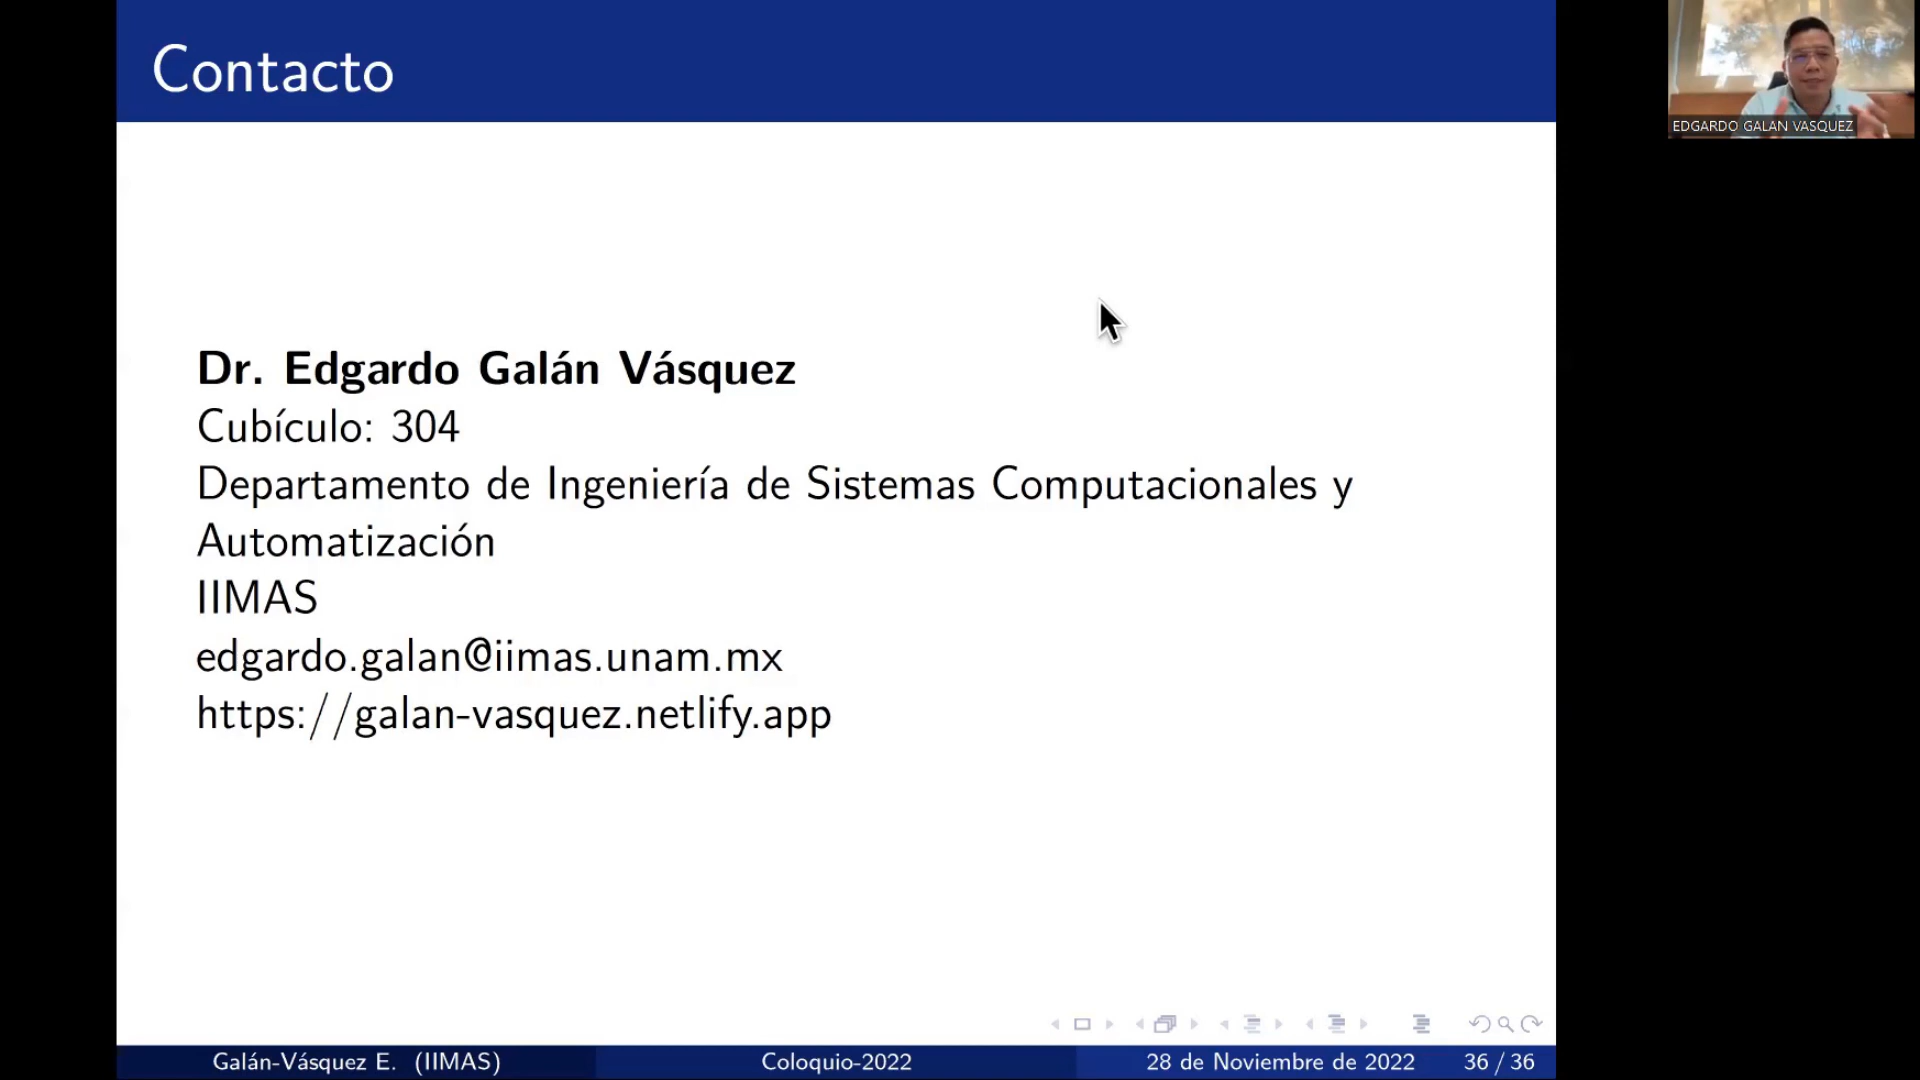 Contacto
EDGARDO GALAN VASQUEZ
Dr. Edgardo Galán Vásquez
Cubículo: 304
Departamento de Ingeniería de Sistemas Computacionales y
Automatización
IIMAS
edgardo.galan@iimas.unam.mx
https://galan-vasquez.netlify.app
Galán-Vásquez E. (IIMAS) Coloquio-2022 28 de Noviembre de 2022 36 / 36